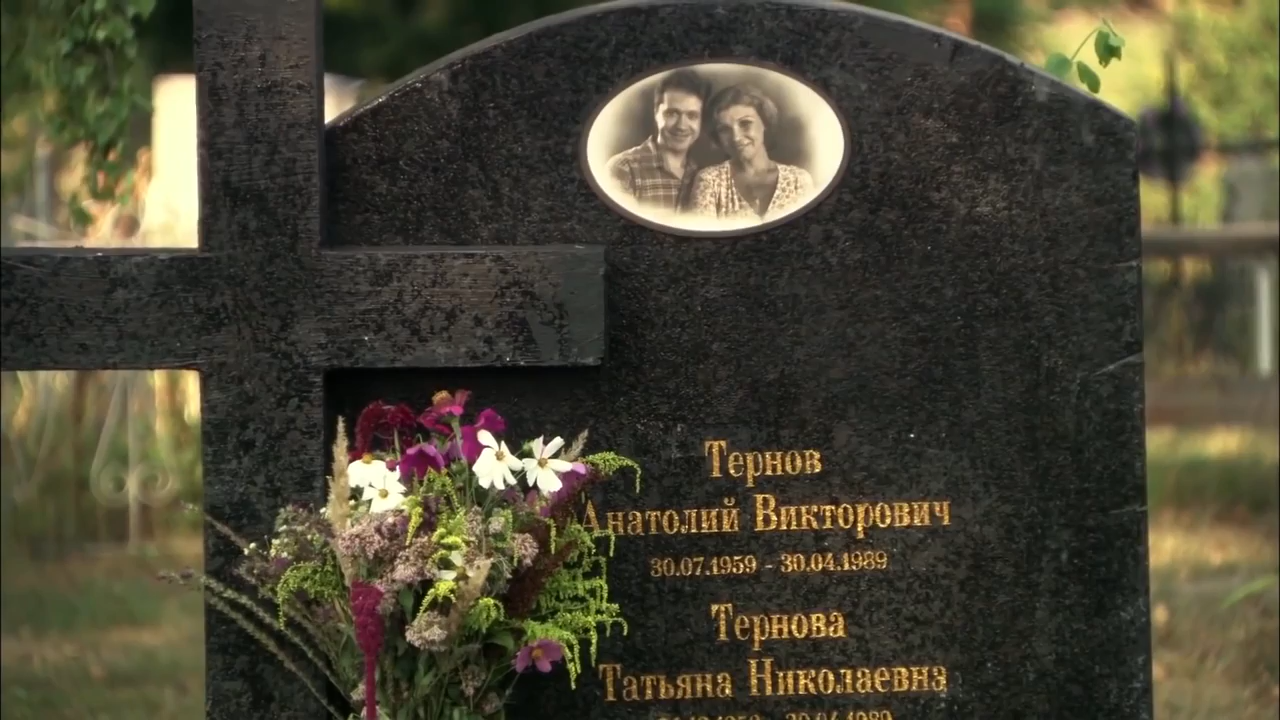 Тернов
Анатолий Викторович
30.07.1959 - 30.04.1989
Тернова
Татьяна Николаевна